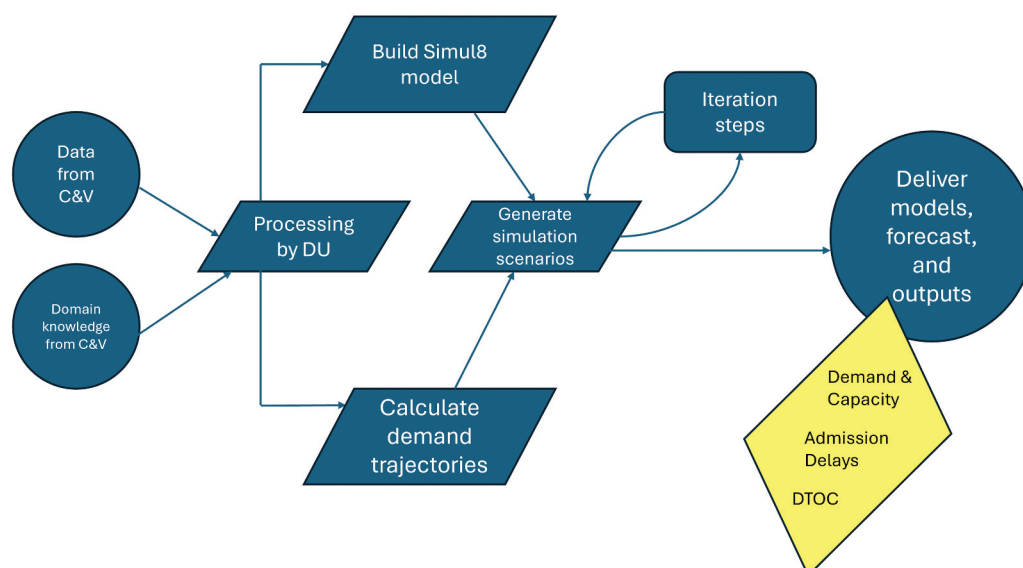 Build Simul8
model
Iteration
steps
Data
from
C&V
Deliver
models,
forecast,
and
outputs
Processing
by DU
Generate
simulation
scenarios
Domain
knowledge
from C&V
Calculate
demand
trajectories
Demand &
Capacity
Admission
Delays
DTOC